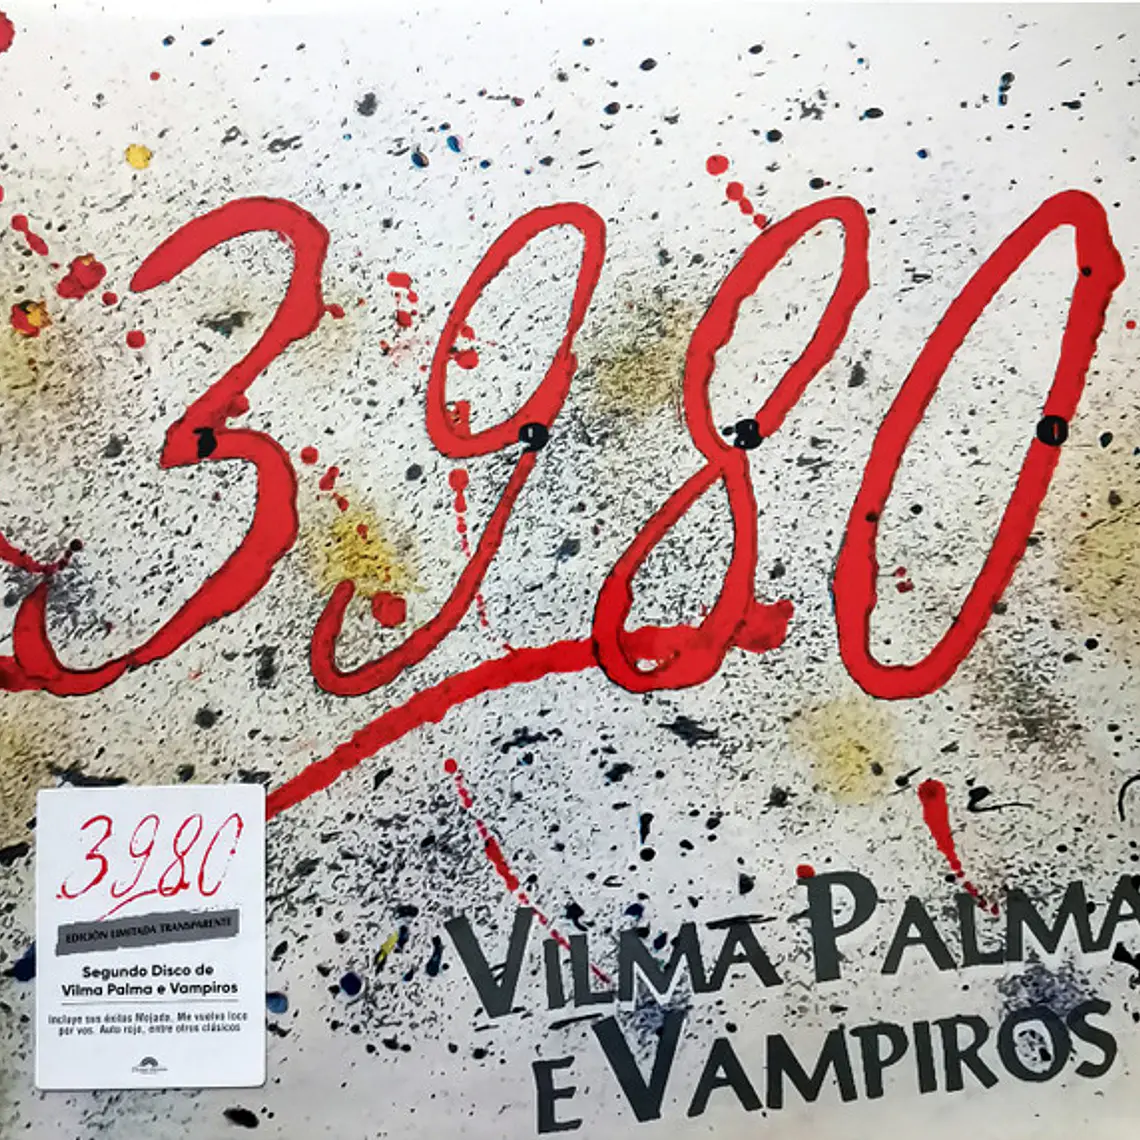 3980
VILMA PALMA
E VAMPIROS
3980
EDICIÓN LIMITADA TRANSPARENTE
Segundo Disco de
Vilma Palma e Vampiros
Incluye sus éxitos Mojada, Me vuelvo loco
por vos, Auto rojo, entre otros clásicos